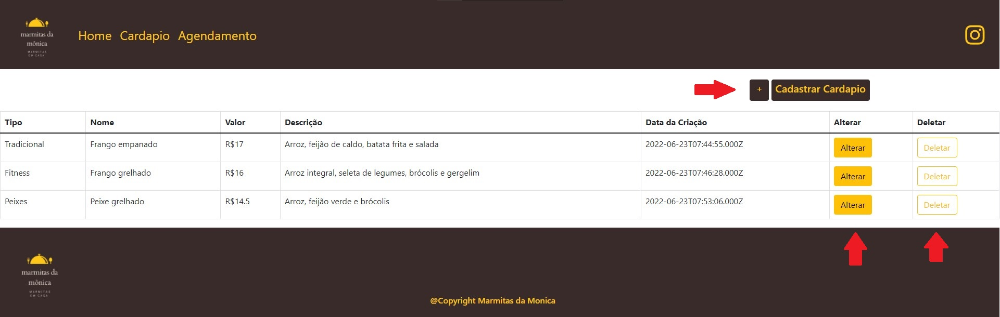 marmitas da
mônica
MARMITAS
EM CASA
Home Cardapio Agendamento
+ Cadastrar Cardapio
Tipo Nome Valor Descrição Data da Criação Alterar Deletar
Tradicional Frango empanado R$17 Arroz, feijão de caldo, batata frita e salada 2022-06-23T07:44:55.000Z Alterar Deletar
Fitness Frango grelhado R$16 Arroz integral, seleta de legumes, brócolis e gergelim 2022-06-23T07:46:28.000Z Alterar Deletar
Peixes Peixe grelhado R$14.5 Arroz, feijão verde e brócolis 2022-06-23T07:53:06.000Z Alterar Deletar
marmitas da
mônica
MARMITAS
EM CASA
@Copyright Marmitas da Monica